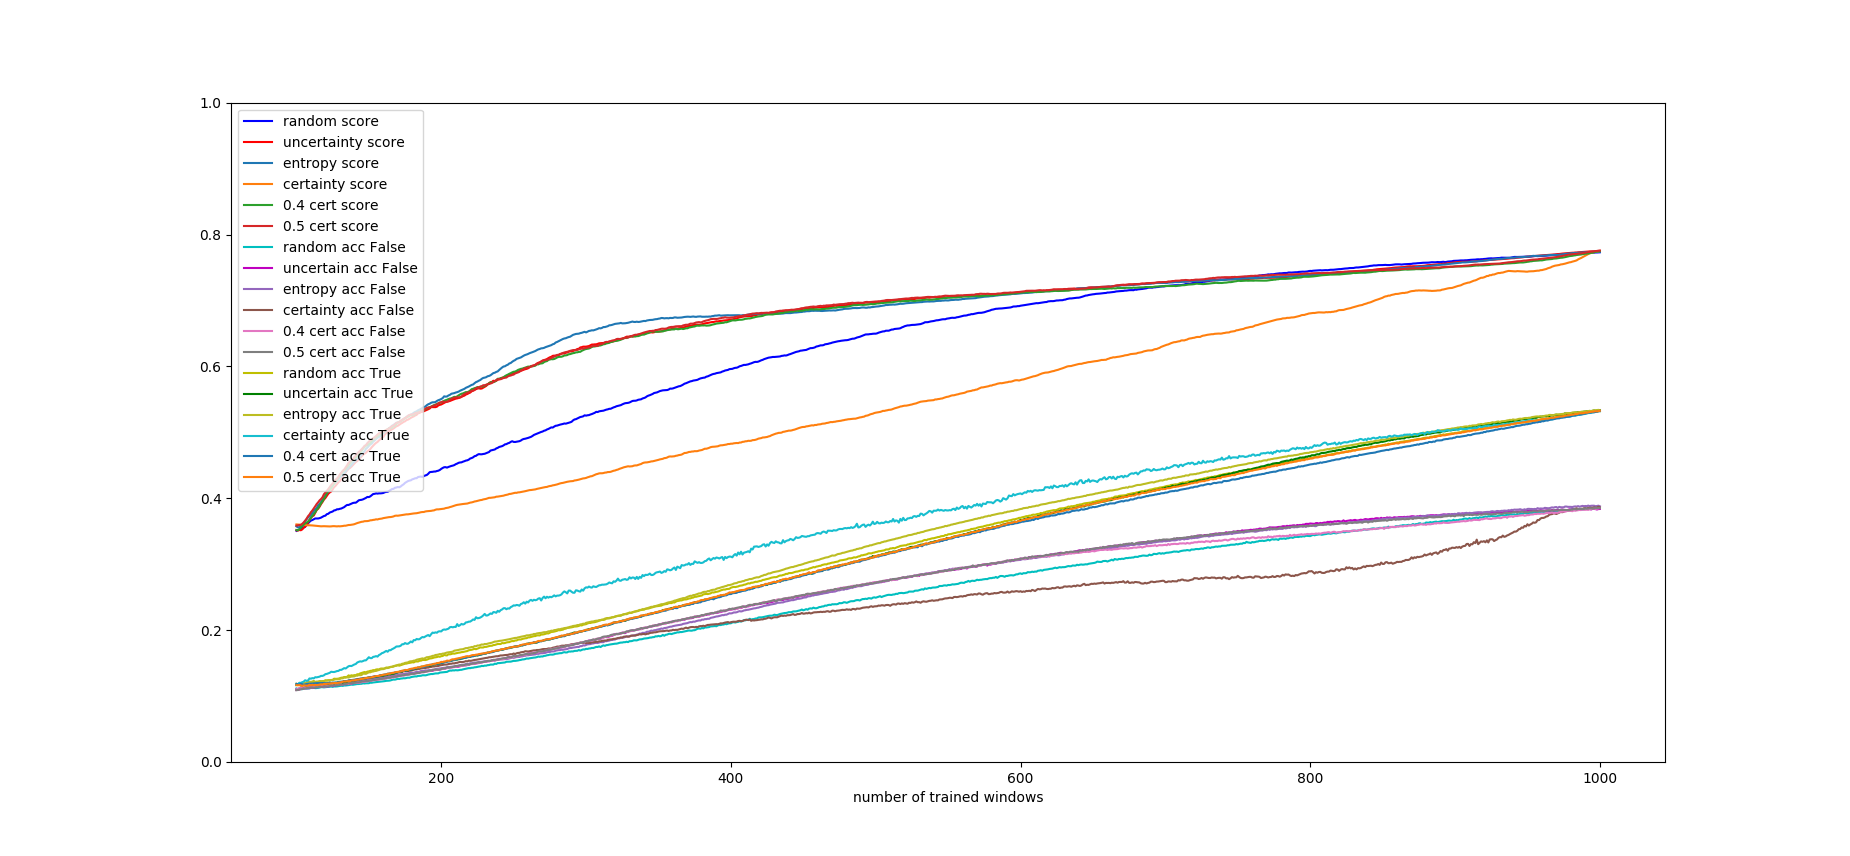 1.0
0.8
0.6
0.4
0.2
0.0
random score
uncertainty score
entropy score
certainty score
0.4 cert score
0.5 cert score
random acc False
uncertain acc False
entropy acc False
certainty acc False
0.4 cert acc False
0.5 cert acc False
random acc True
uncertain acc True
entropy acc True
certainty acc True
0.4 cert acc True
0.5 cert acc True
200 400 600 800 1000
number of trained windows